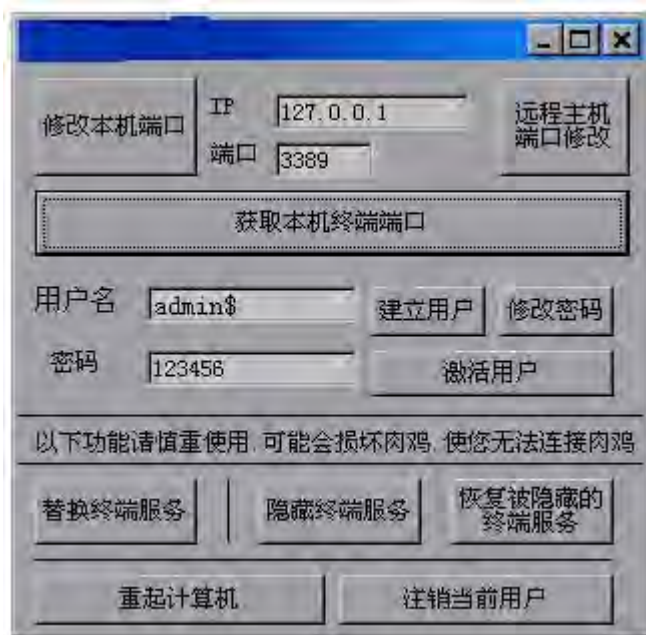 修改本机端口
IP
127.0.0.1
端口
3389
远程主机
端口修改
获取本机终端端口
用户名
admin$
建立用户
修改密码
密码
123456
激活用户
以下功能请慎重使用,可能会损坏肉鸡,使您无法连接肉鸡
替换终端服务
隐藏终端服务
恢复被隐藏的
终端服务
重起计算机
注销当前用户